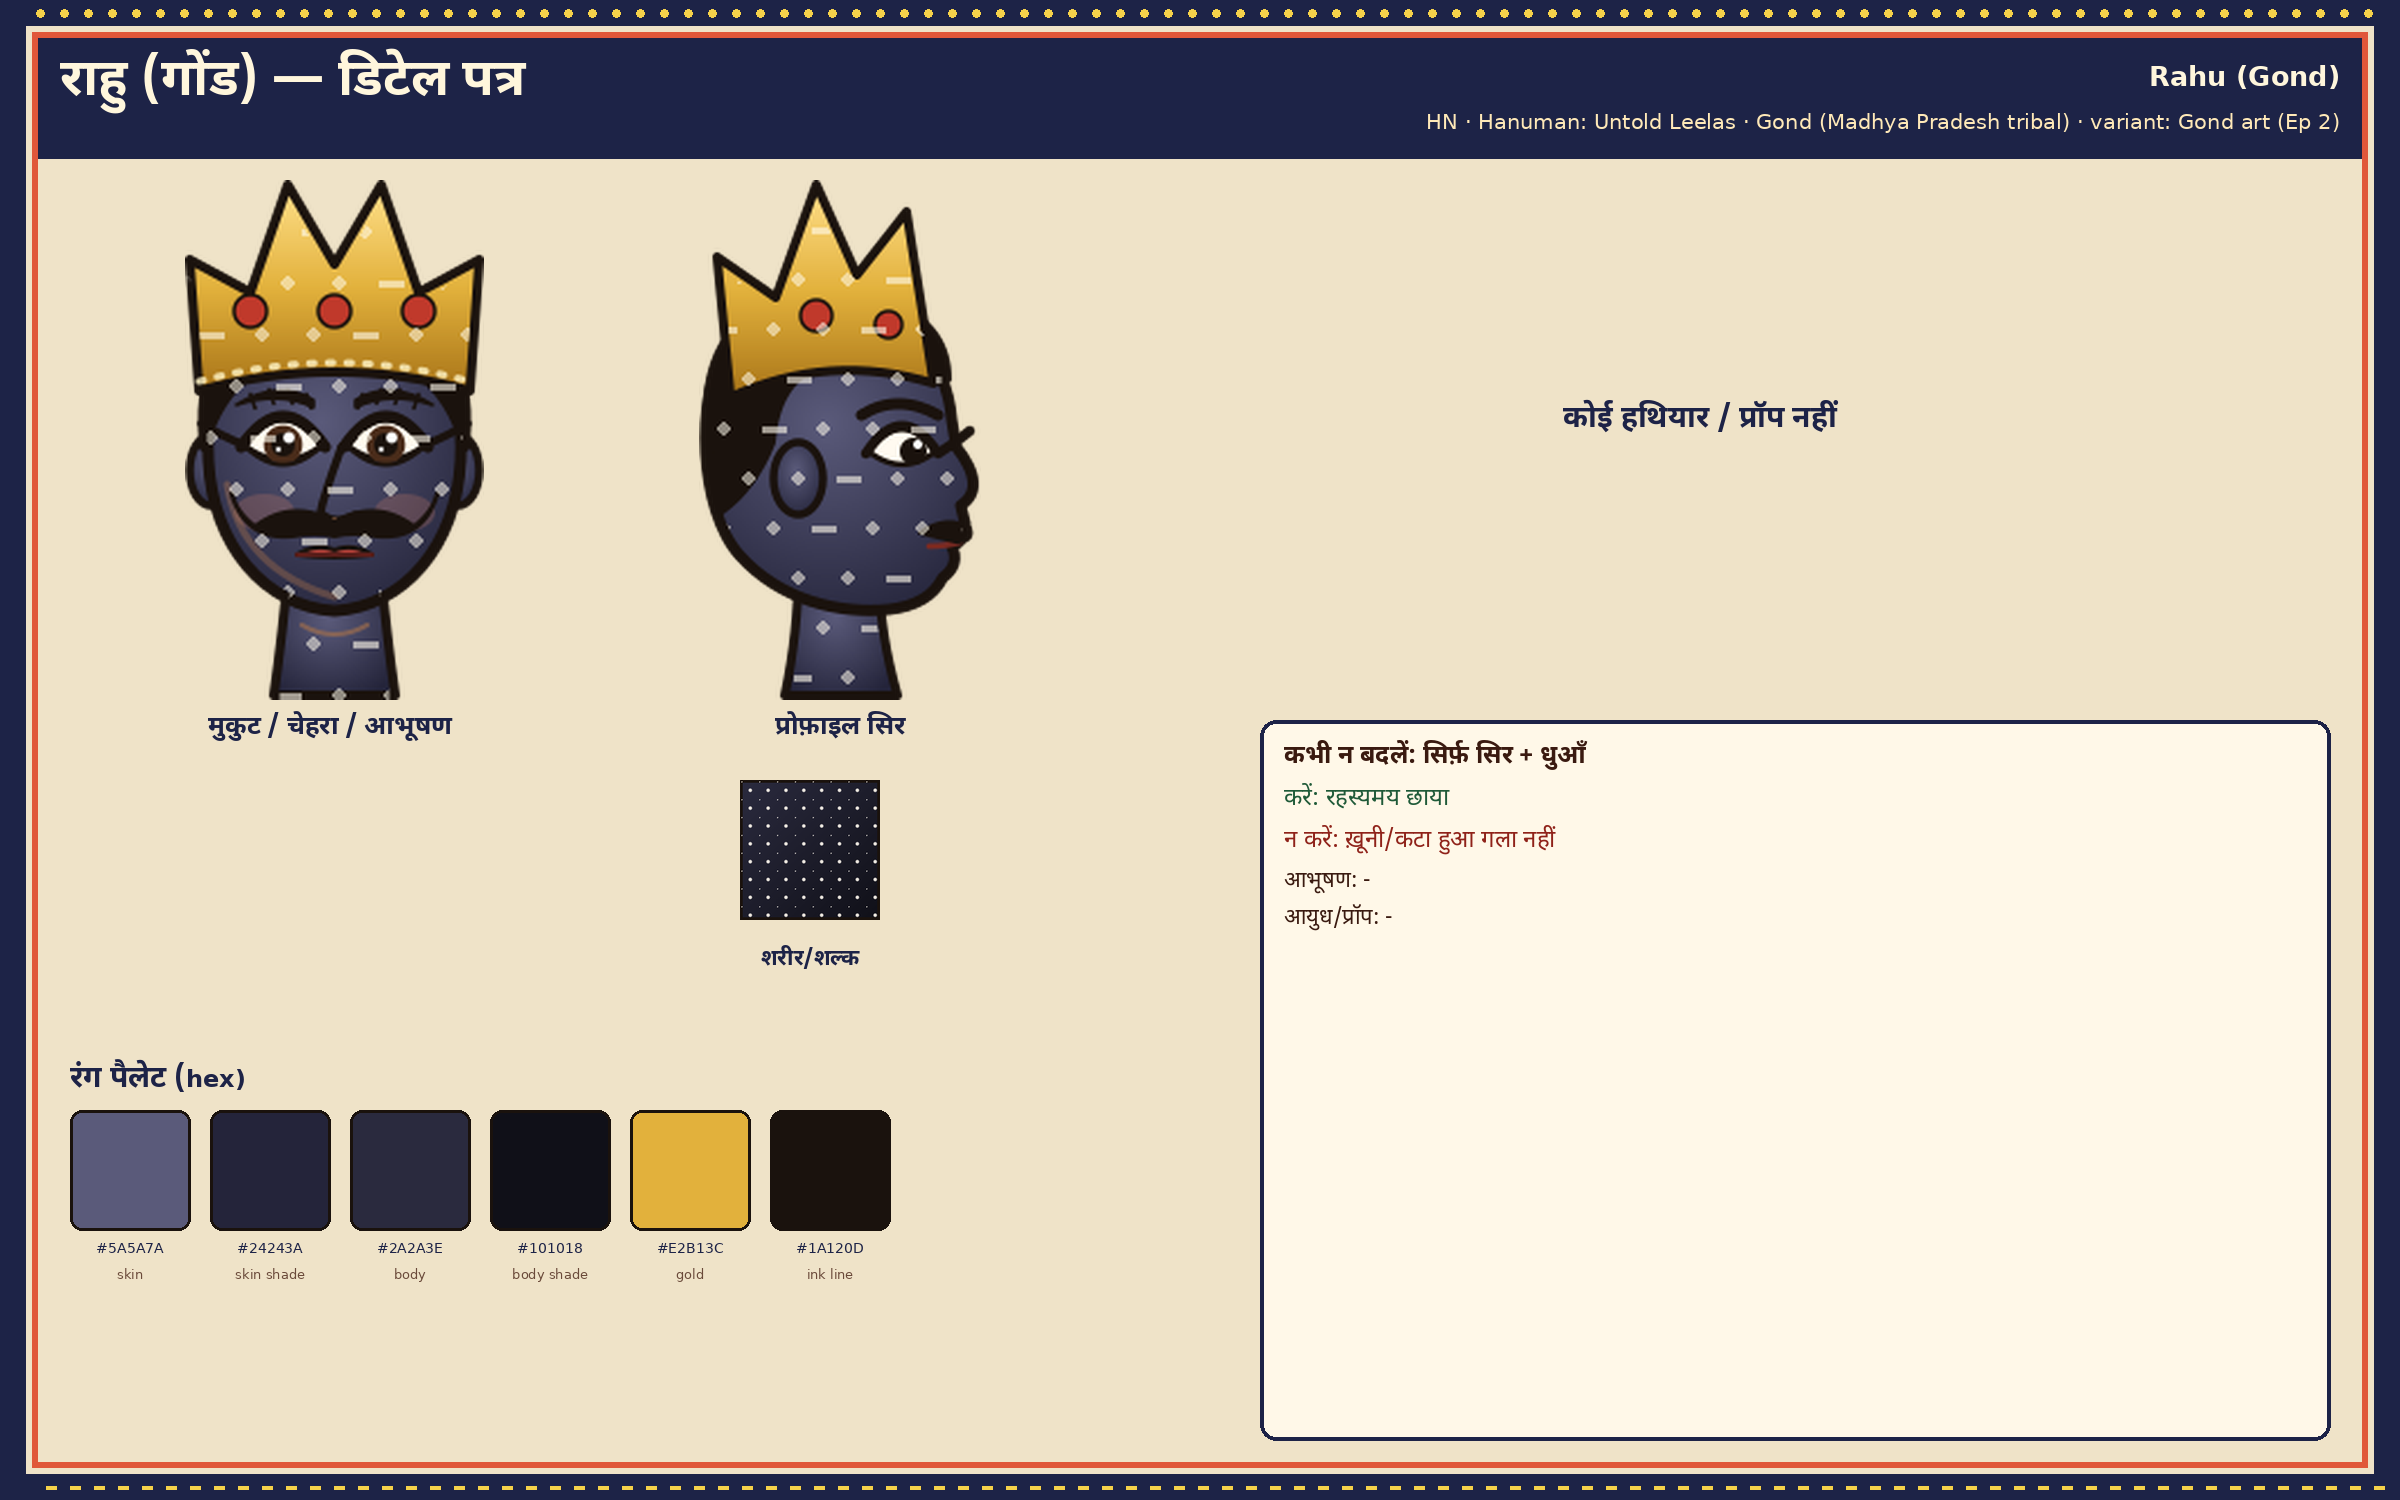 राहु (गोंड) — डिटेल पत्र
Rahu (Gond)
HN · Hanuman: Untold Leelas · Gond (Madhya Pradesh tribal) · variant: Gond art (Ep 2)
कोई हथियार / प्रॉप नहीं
मुकुट / चेहरा / आभूषण
प्रोफ़ाइल सिर
शरीर/शल्क
कभी न बदलें: सिर्फ़ सिर + धुआँ
करें: रहस्यमय छाया
न करें: ख़ूनी/कटा हुआ गला नहीं
आभूषण: -
आयुध/प्रॉप: -
रंग पैलेट (hex)
#5A5A7A #24243A #2A2A3E #101018 #E2B13C #1A120D
skin skin shade body body shade gold ink line